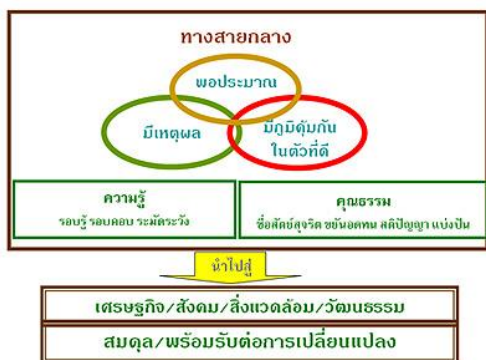 ทางสายกลาง
พอประมาณ
มีเหตุผล
มีภูมิคุ้มกัน
ในตัวที่ดี
ความรู้
รอบรู้ รอบคอบ ระมัดระวัง
คุณธรรม
ซื่อสัตย์สุจริต ขยันอดทน สติปัญญา แบ่งปัน
นำไปสู่
เศรษฐกิจ/สังคม/สิ่งแวดล้อม/วัฒนธรรม
สมดุล/พร้อมรับต่อการเปลี่ยนแปลง